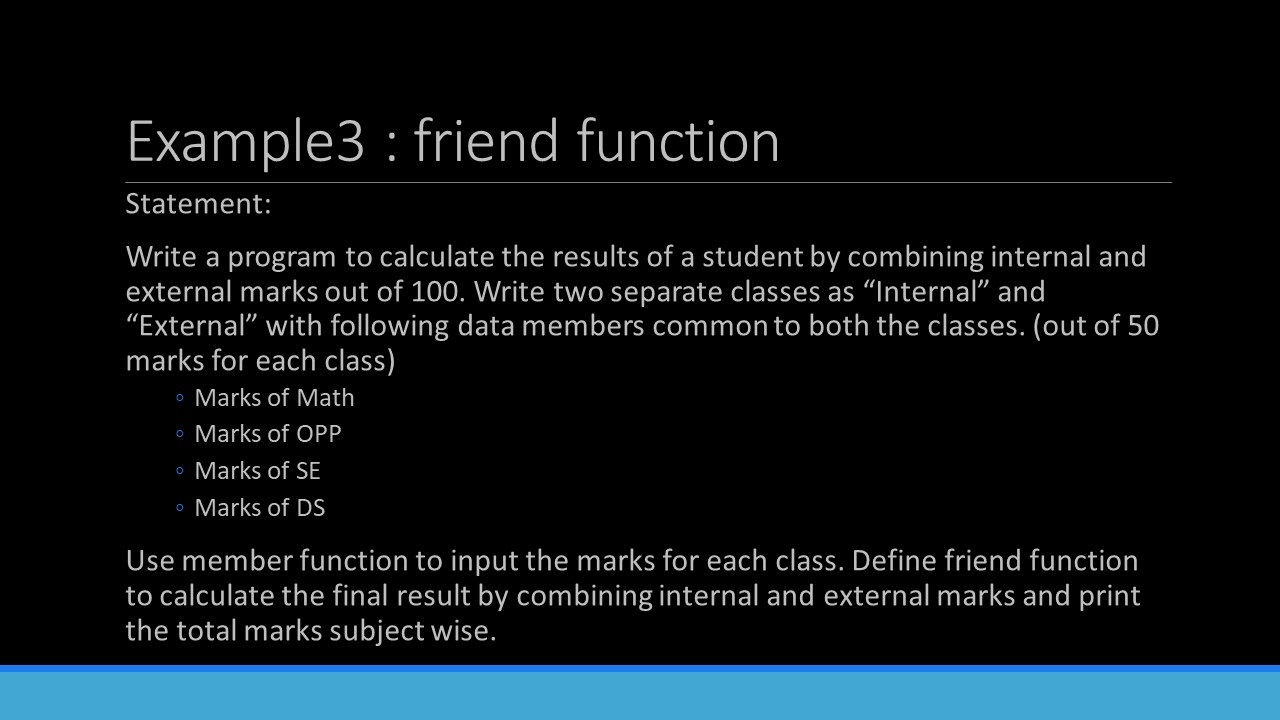 Example3 : friend function
Statement:
Write a program to calculate the results of a student by combining internal and
external marks out of 100. Write two separate classes as “Internal” and
“External” with following data members common to both the classes. (out of 50
marks for each class)
◦ Marks of Math
◦ Marks of OPP
◦ Marks of SE
◦ Marks of DS
Use member function to input the marks for each class. Define friend function
to calculate the final result by combining internal and external marks and print
the total marks subject wise.